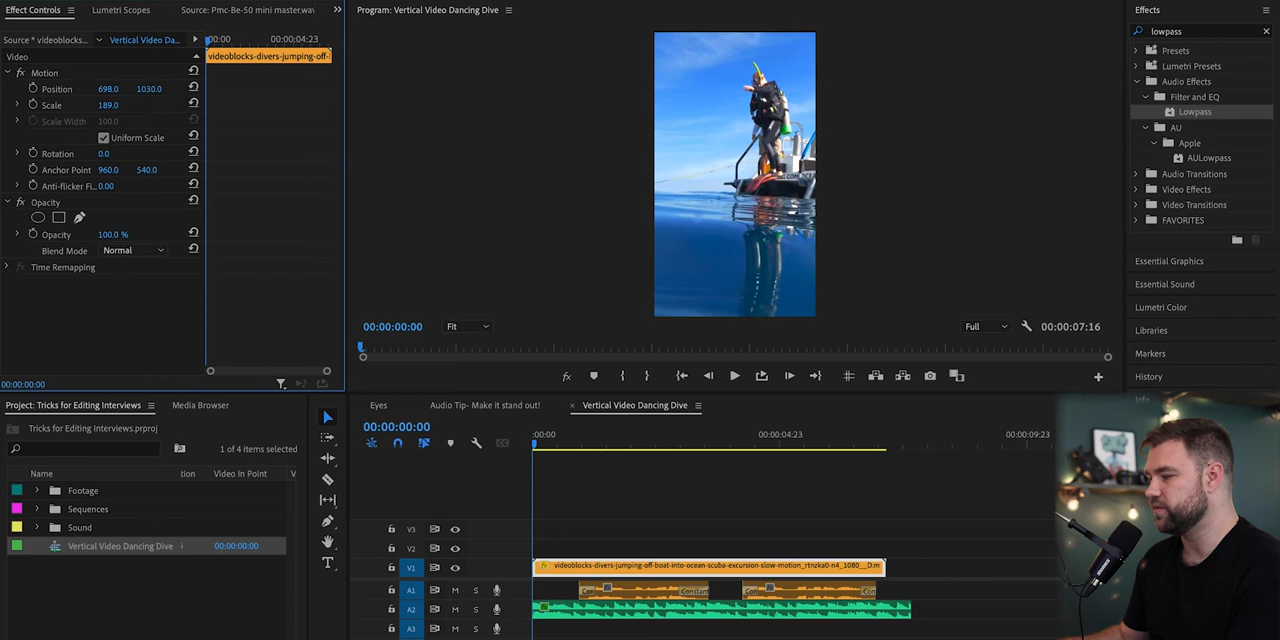 Effect Controls
Lumetri Scopes
Source: Pmc-Be-50 mini master.wav
Source * videoblocks..
Vertical Video Da...
:00:00
00:00:04:23
Video
videoblocks-divers-jumping-off-
Motion
Position 698.0 1030.0
Scale 189.0
Scale Width 100.0
Uniform Scale
Rotation 0.0
Anchor Point 960.0 540.0
Anti-flicker Fi... 0.00
Opacity
Opacity 100.0 %
Blend Mode Normal
Time Remapping
00:00:00:00
Program: Vertical Video Dancing Dive
00:00:00:00
Fit
Full
00:00:07:16
Effects
lowpass
Presets
Lumetri Presets
Audio Effects
Filter and EQ
Lowpass
AU
Apple
AULowpass
Audio Transitions
Video Effects
Video Transitions
FAVORITES
Essential Graphics
Essential Sound
Lumetri Color
Libraries
Markers
History
Info
Project: Tricks for Editing Interviews
Media Browser
Tricks for Editing Interviews.prproj
1 of 4 items selected
Name
tion
Video In Point
V
Footage
Sequences
Sound
Vertical Video Dancing Dive
00:00:00:00
Eyes
Audio Tip- Make it stand out!
× Vertical Video Dancing Dive
00:00:00:00
:00:00
00:00:04:23
00:00:09:23
V3
V2
V1
videoblocks-divers-jumping-off-boat-into-ocean-scuba-excursion-slow-motion_rtnzka0-n4_1080__D.m
A1 M S
Con
Constant
Con
Con
A2 M S
A3 M S